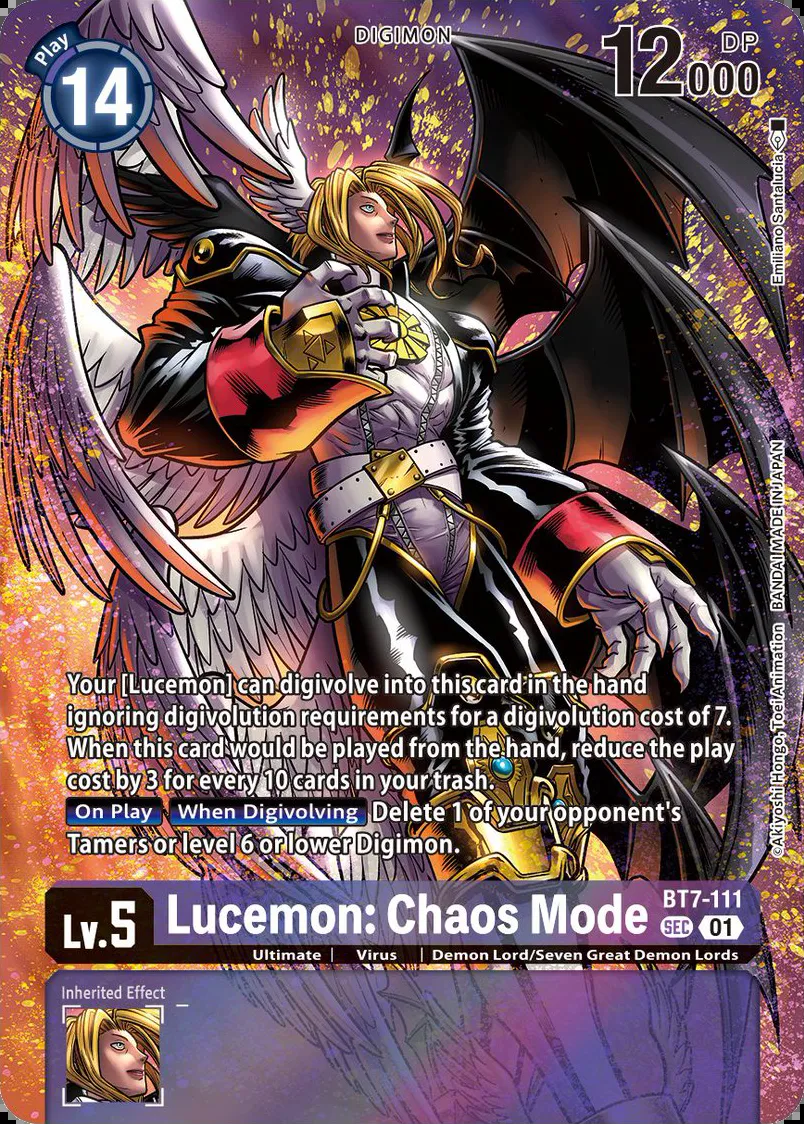 Play
14
DIGIMON
12000
DP
Emiliano Santalucia
Your [Lucemon] can digivolve into this card in the hand
ignoring digivolution requirements for a digivolution cost of 7.
When this card would be played from the hand, reduce the play
cost by 3 for every 10 cards in your trash.
On Play When Digivolving Delete 1 of your opponent's
Tamers or level 6 or lower Digimon.
©Akiyoshi Hongo, Toei Animation BANDAI MADE IN JAPAN
Lv.5
Lucemon: Chaos Mode
BT7-111
SEC 01
Ultimate | Virus | Demon Lord/Seven Great Demon Lords
Inherited Effect
–